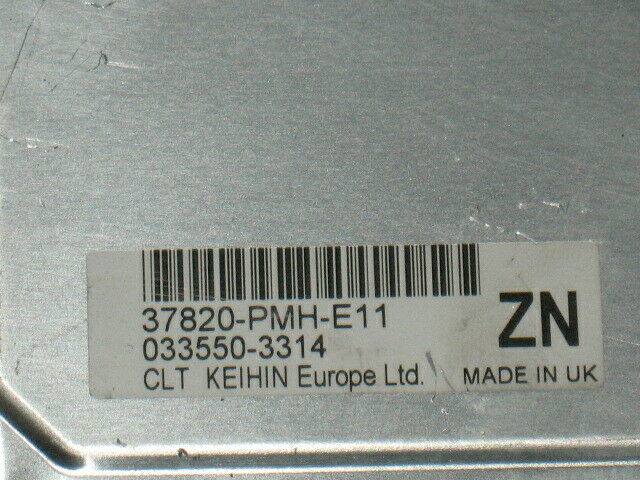 37820-PMH-E11
033550-3314
ZN
CLT KEIHIN Europe Ltd.
MADE IN UK